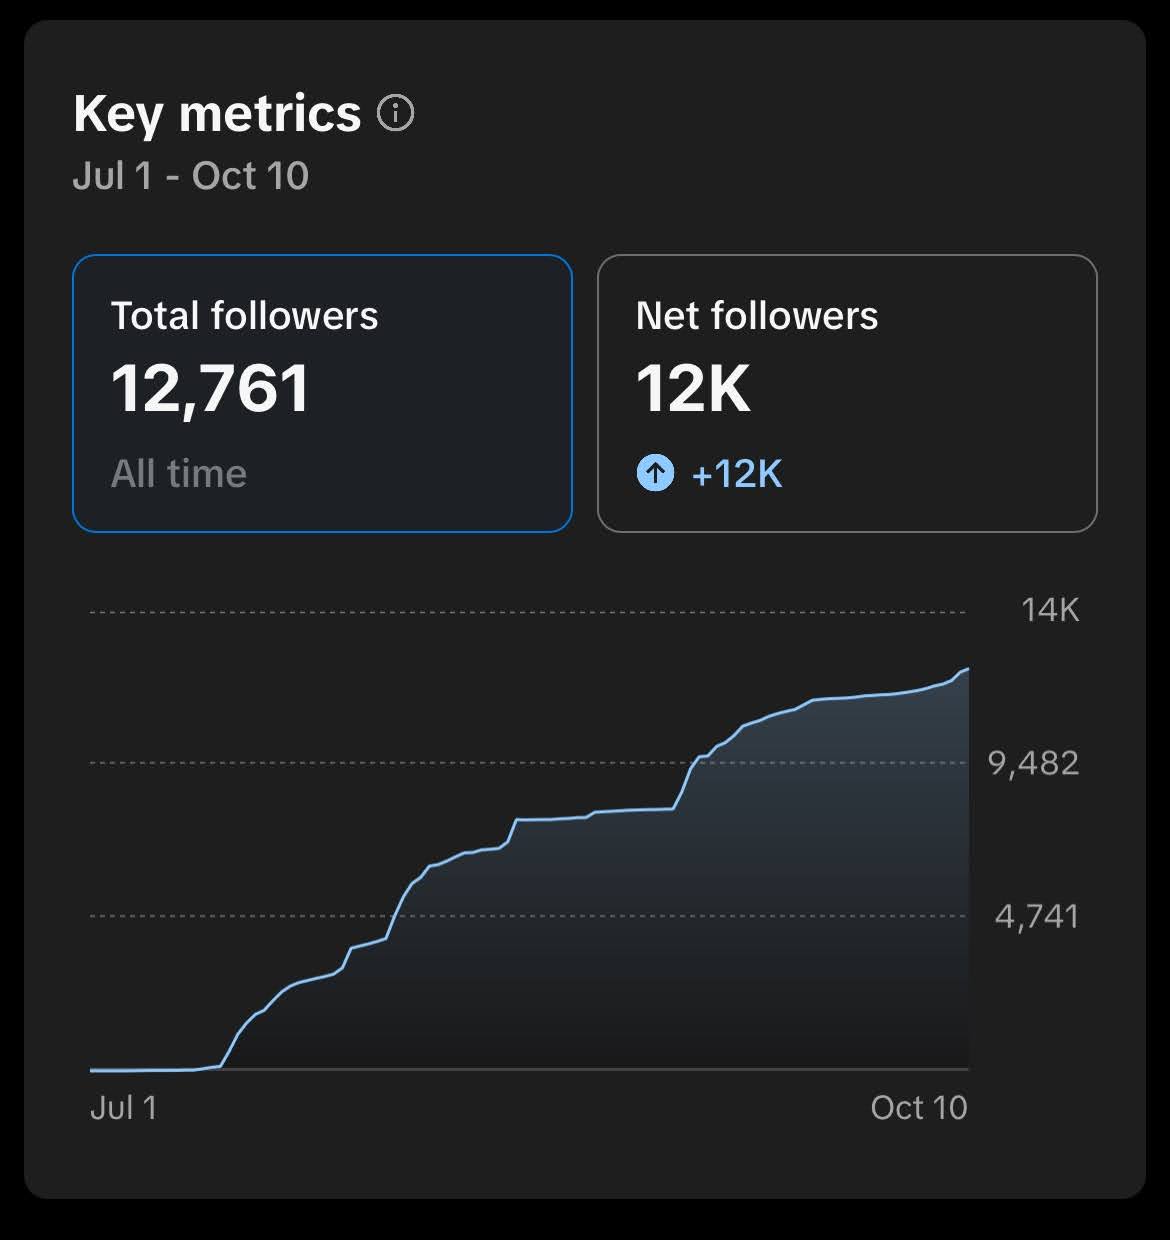 Key metrics
Jul 1 - Oct 10
Total followers
12,761
All time
Net followers
12K
+12K
14K
9,482
4,741
Jul 1
Oct 10